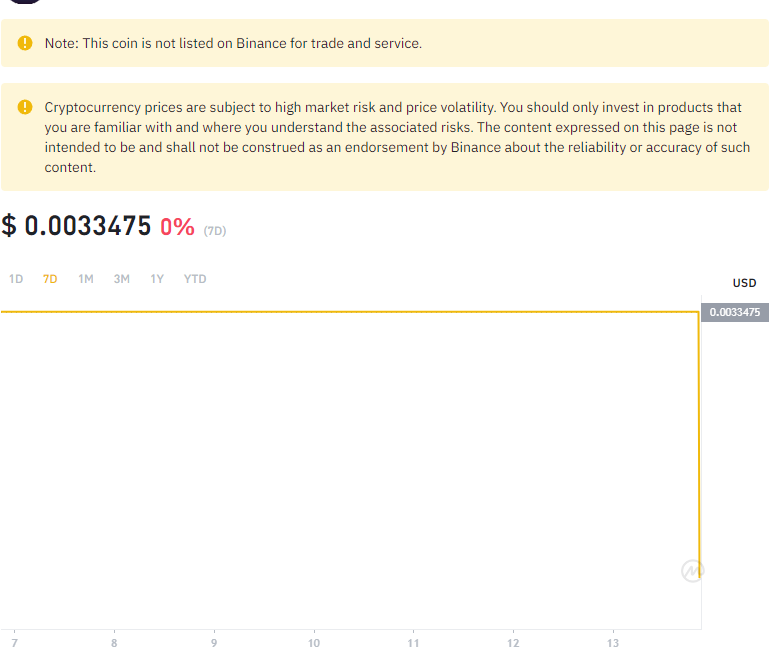 Note: This coin is not listed on Binance for trade and service.
Cryptocurrency prices are subject to high market risk and price volatility. You should only invest in products that
you are familiar with and where you understand the associated risks. The content expressed on this page is not
intended to be and shall not be construed as an endorsement by Binance about the reliability or accuracy of such
content.
$ 0.0033475 0% (7D)
1D 7D 1M 3M 1Y YTD
USD
0.0033475
7 8 9 10 11 12 13